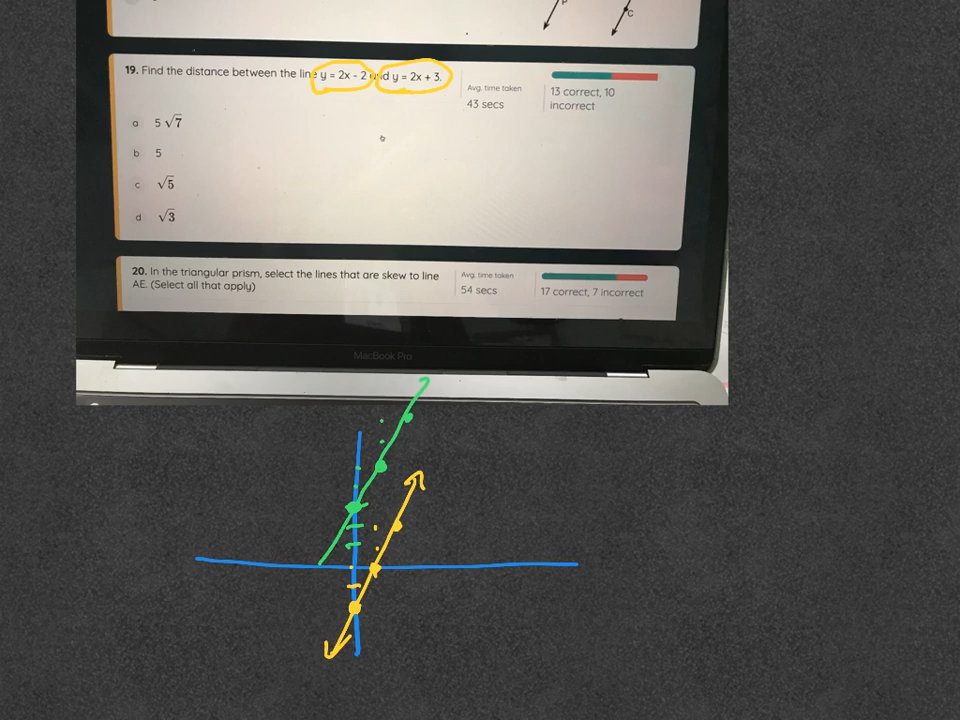 C
19. Find the distance between the line y = 2x - 2 and y = 2x + 3.
Avg. time taken
43 secs
13 correct, 10
incorrect
a 5√7
b 5
c √5
d √3
20. In the triangular prism, select the lines that are skew to line
AE. (Select all that apply)
Avg. time taken
54 secs
17 correct, 7 incorrect
MacBook Pro